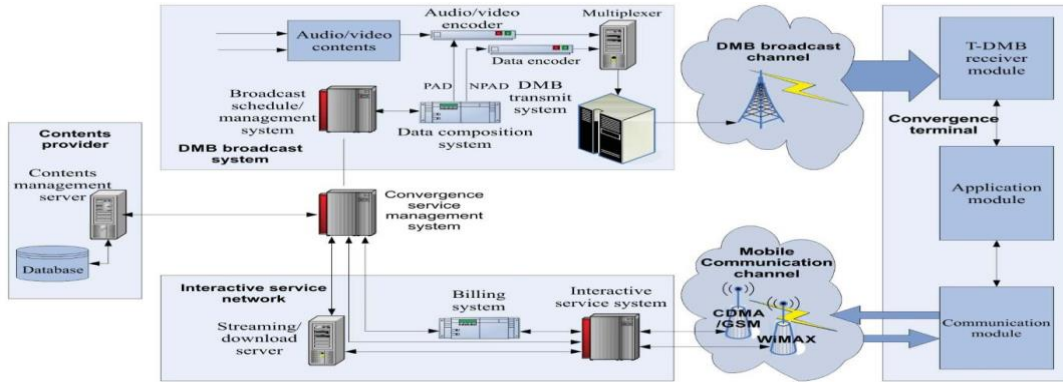 Audio/video
contents
Audio/video
encoder
Multiplexer
Data encoder
PAD
NPAD
DMB
transmit
system
Broadcast
schedule/
management
system
Data composition
system
DMB broadcast
system
DMB broadcast
channel
T-DMB
receiver
module
Convergence
terminal
Application
module
Communication
module
Contents
provider
Contents
management
server
Database
Convergence
service
management
system
Interactive service
network
Streaming/
download
server
Billing
system
Interactive
service system
Mobile
Communication
channel
CDMA
/GSM
WiMAX